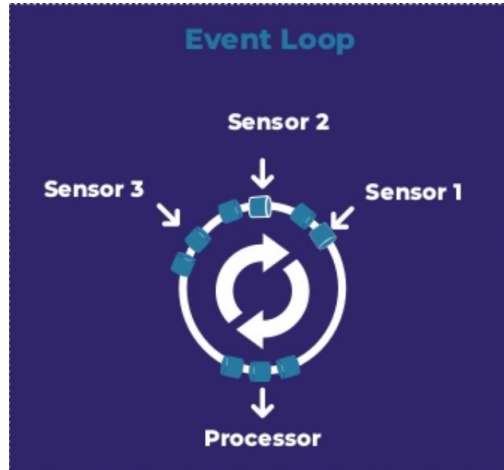 Event Loop
Sensor 2
Sensor 3
Sensor 1
Processor